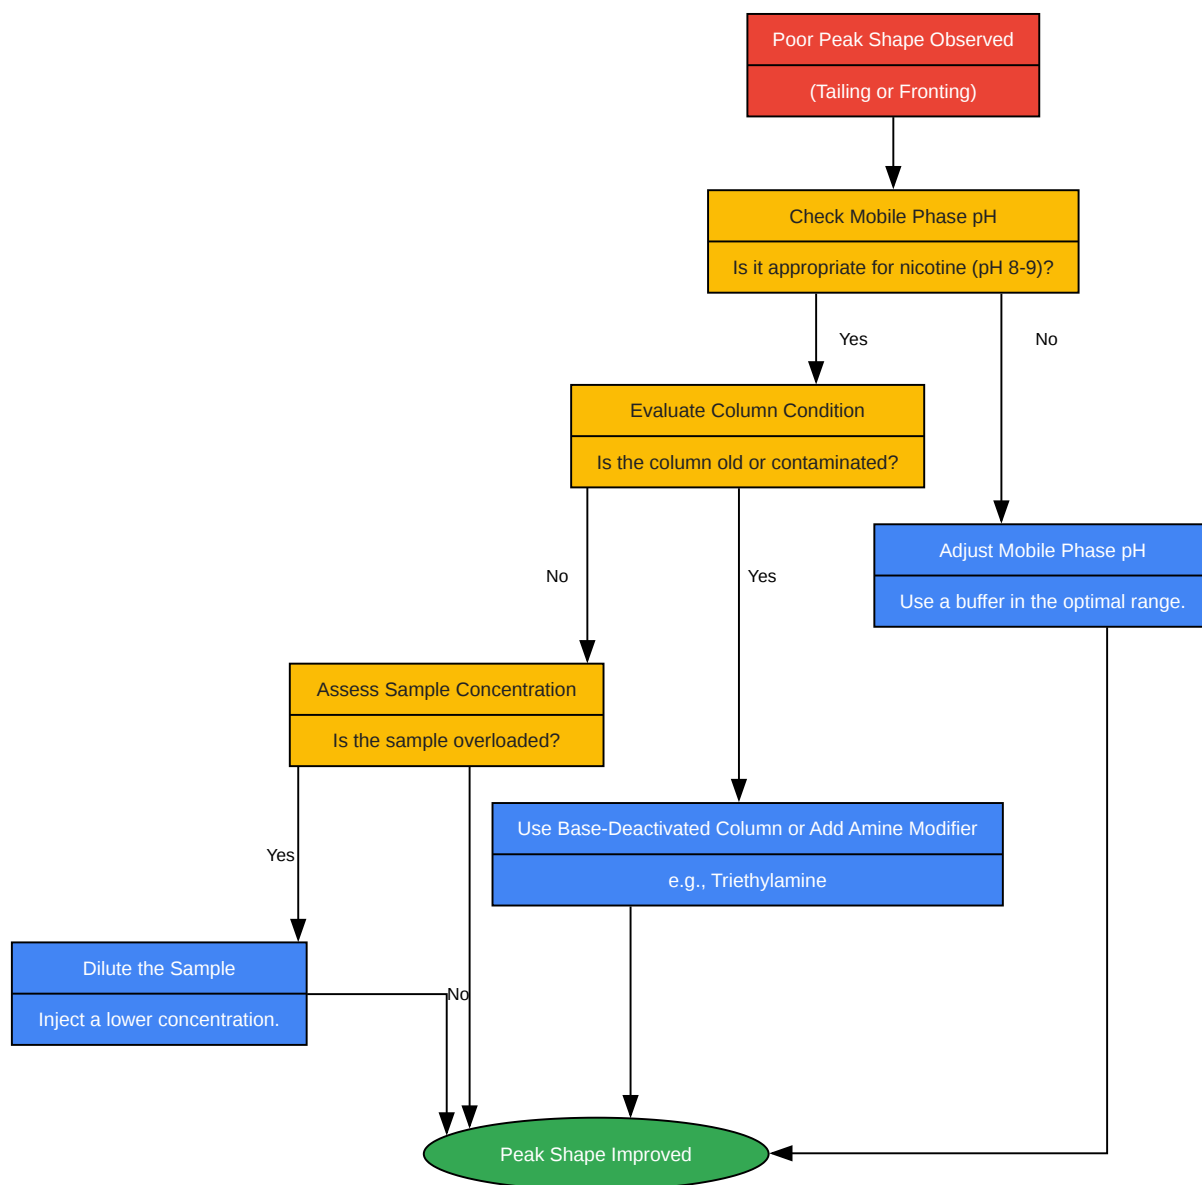 Poor Peak Shape Observed
(Tailing or Fronting)
Check Mobile Phase pH
Is it appropriate for nicotine (pH 8-9)?
Yes
No
Evaluate Column Condition
Is the column old or contaminated?
Adjust Mobile Phase pH
Use a buffer in the optimal range.
No
Yes
Assess Sample Concentration
Is the sample overloaded?
Use Base-Deactivated Column or Add Amine Modifier
e.g., Triethylamine
Yes
Dilute the Sample
Inject a lower concentration.
No
Peak Shape Improved